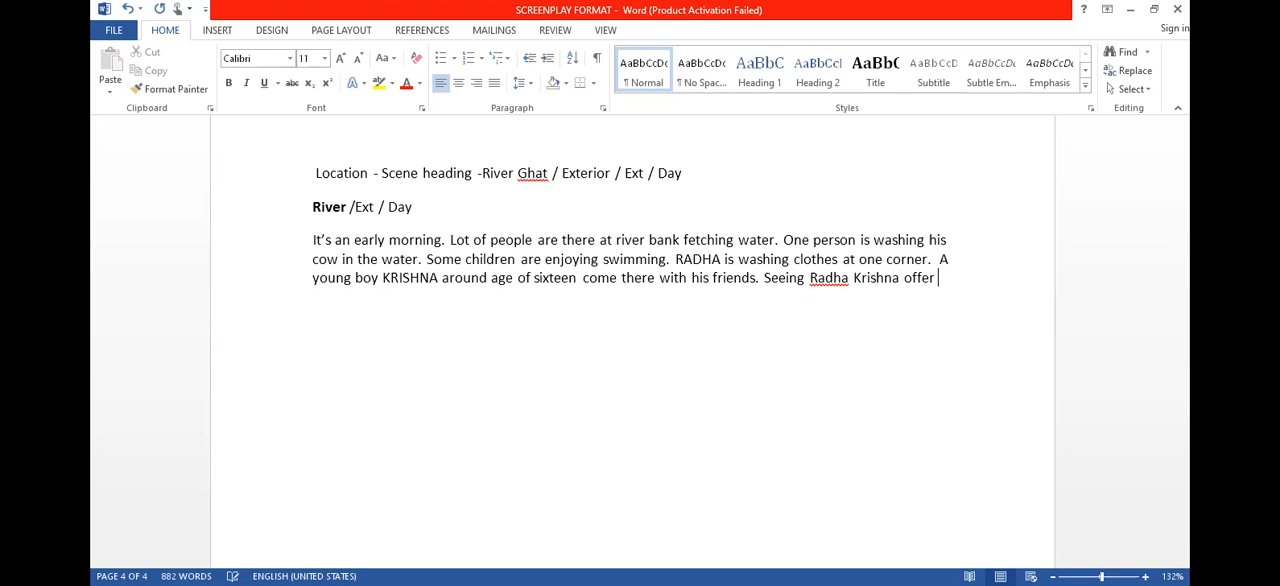 SCREENPLAY FORMAT - Word (Product Activation Failed)
FILE HOME INSERT DESIGN PAGE LAYOUT REFERENCES MAILINGS REVIEW VIEW Sign in
Paste Cut Copy Format Painter
Calibri 11
AaBbCcDc AaBbCcDc AaBbC AaBbCcI AaBbC AaBbCcD AaBbCcDc AaBbCcDc
¶ Normal ¶ No Spac... Heading 1 Heading 2 Title Subtitle Subtle Em... Emphasis
Find Replace Select
Clipboard Font Paragraph Styles Editing
Location - Scene heading -River Ghat / Exterior / Ext / Day
River /Ext / Day
It's an early morning. Lot of people are there at river bank fetching water. One person is washing his
cow in the water. Some children are enjoying swimming. RADHA is washing clothes at one corner. A
young boy KRISHNA around age of sixteen come there with his friends. Seeing Radha Krishna offer
PAGE 4 OF 4 882 WORDS ENGLISH (UNITED STATES) 132%